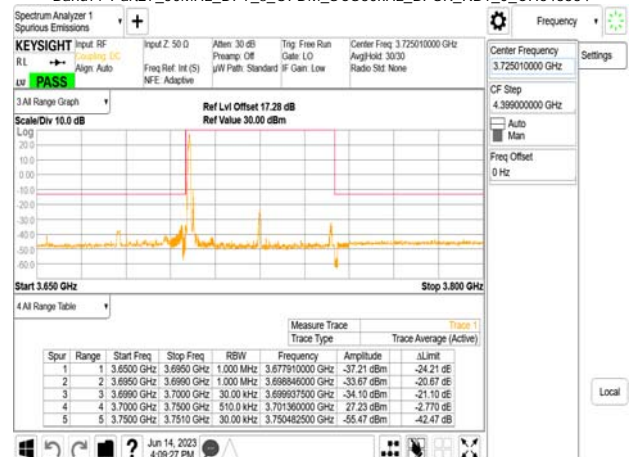 Spectrum Analyzer 1
Spurious Emissions
Frequency
KEYSIGHT
RL
Input: RF
Coupling: DC
Align: Auto
Input Z: 50 Ω
Freq Ref: Int (S)
NFE: Adaptive
Atten: 30 dB
Preamp: Off
µW Path: Standard
Trig: Free Run
Gate: LO
IF Gain: Low
Center Freq: 3.725010000 GHz
Avg|Hold: 30/30
Radio Std: None
PASS
Center Frequency
3.725010000 GHz
Settings
CF Step
4.399000000 GHz
Auto
Man
Freq Offset
0 Hz
3 All Range Graph
Scale/Div 10.0 dB
Ref Lvl Offset 17.28 dB
Ref Value 30.00 dBm
Log
20.0
10.0
0.00
-10.0
-20.0
-30.0
-40.0
-50.0
-60.0
Start 3.650 GHz
Stop 3.800 GHz
4 All Range Table
Measure Trace Trace 1
Trace Type Trace Average (Active)
Spur Range Start Freq Stop Freq RBW Frequency Amplitude ΔLimit
1 1 3.6500 GHz 3.6950 GHz 1.000 MHz 3.677910000 GHz -37.21 dBm -24.21 dB
2 2 3.6950 GHz 3.6990 GHz 1.000 MHz 3.698846000 GHz -33.67 dBm -20.67 dB
3 3 3.6990 GHz 3.7000 GHz 30.00 kHz 3.699937500 GHz -34.10 dBm -21.10 dB
4 4 3.7000 GHz 3.7500 GHz 510.0 kHz 3.701360000 GHz 27.23 dBm -2.770 dB
5 5 3.7500 GHz 3.7510 GHz 30.00 kHz 3.750482500 GHz -55.47 dBm -42.47 dB
Local
Jun 14, 2023
4:09:27 PM